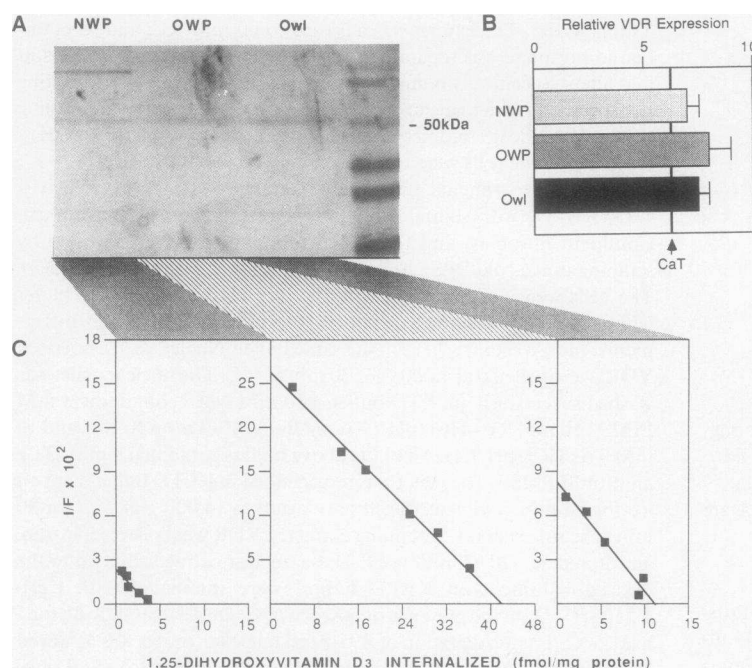 A
NWP OWP Owl
- 50kDa
B
Relative VDR Expression
0 5 10
NWP
OWP
Owl
CaT
C
I/F x 10²
18
15
12
9
6
3
0
0 5 10 15
25
20
15
10
5
0
0 8 16 24 32 40 48
15
12
9
6
3
0
0 5 10 15
1,25-DIHYDROXYVITAMIN D3 INTERNALIZED (fmol/mg protein)